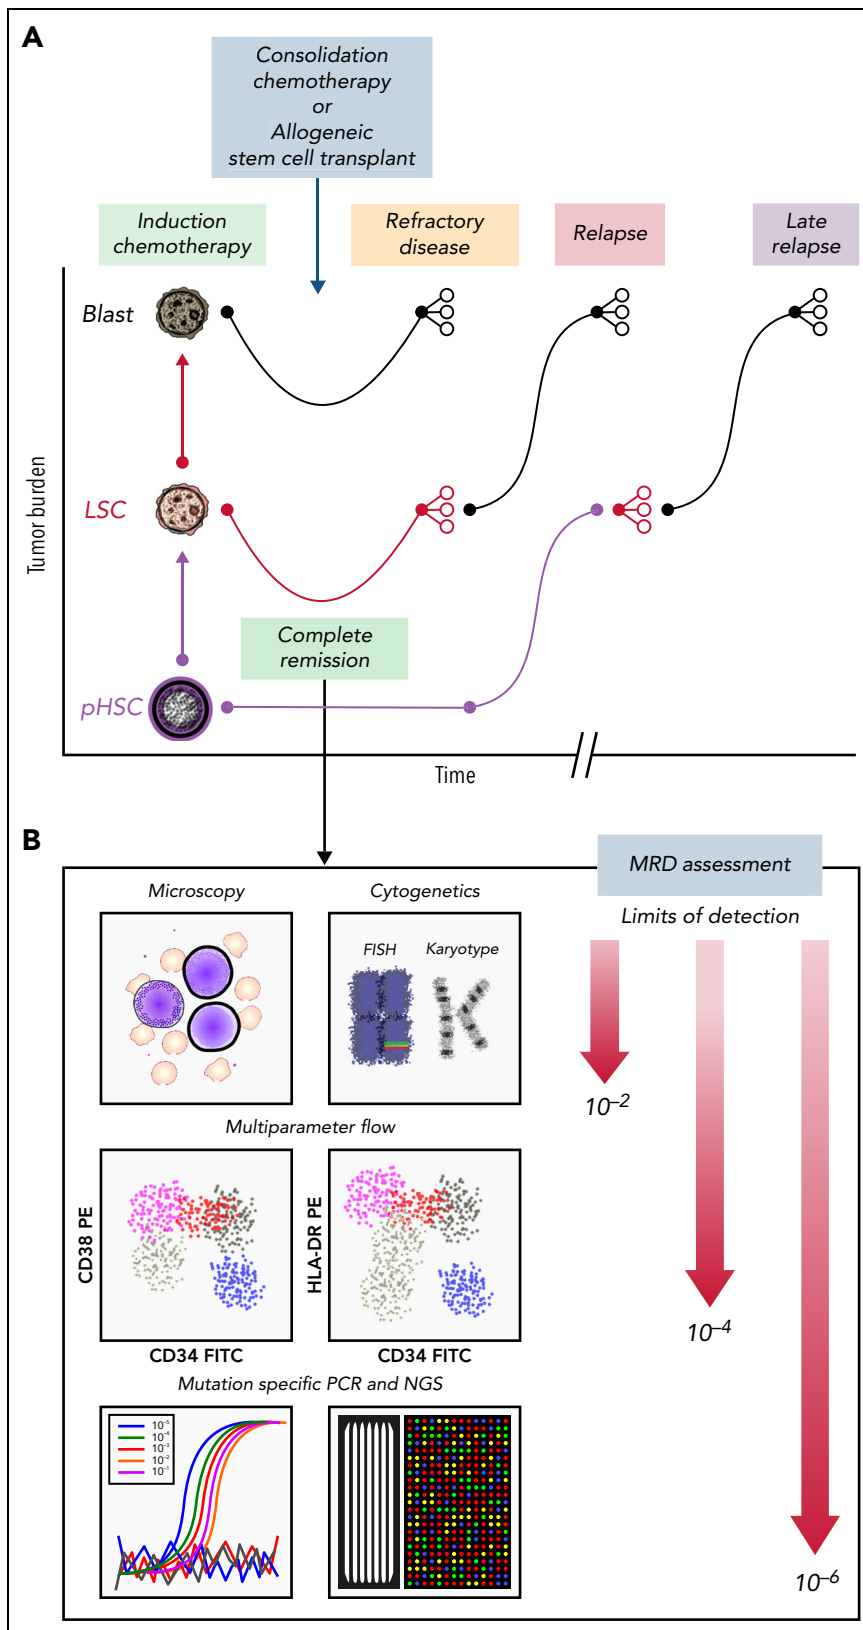 A
Consolidation
chemotherapy
or
Allogeneic
stem cell transplant
Induction
chemotherapy
Refractory
disease
Relapse
Late
relapse
Blast
LSC
pHSC
Tumor burden
Complete
remission
Time
B
MRD assessment
Limits of detection
Microscopy
Cytogenetics
FISH
Karyotype
10–2
Multiparameter flow
CD38 PE
HLA-DR PE
CD34 FITC
CD34 FITC
10–4
Mutation specific PCR and NGS
10-5
10-4
10-3
10-2
10-1
10–6